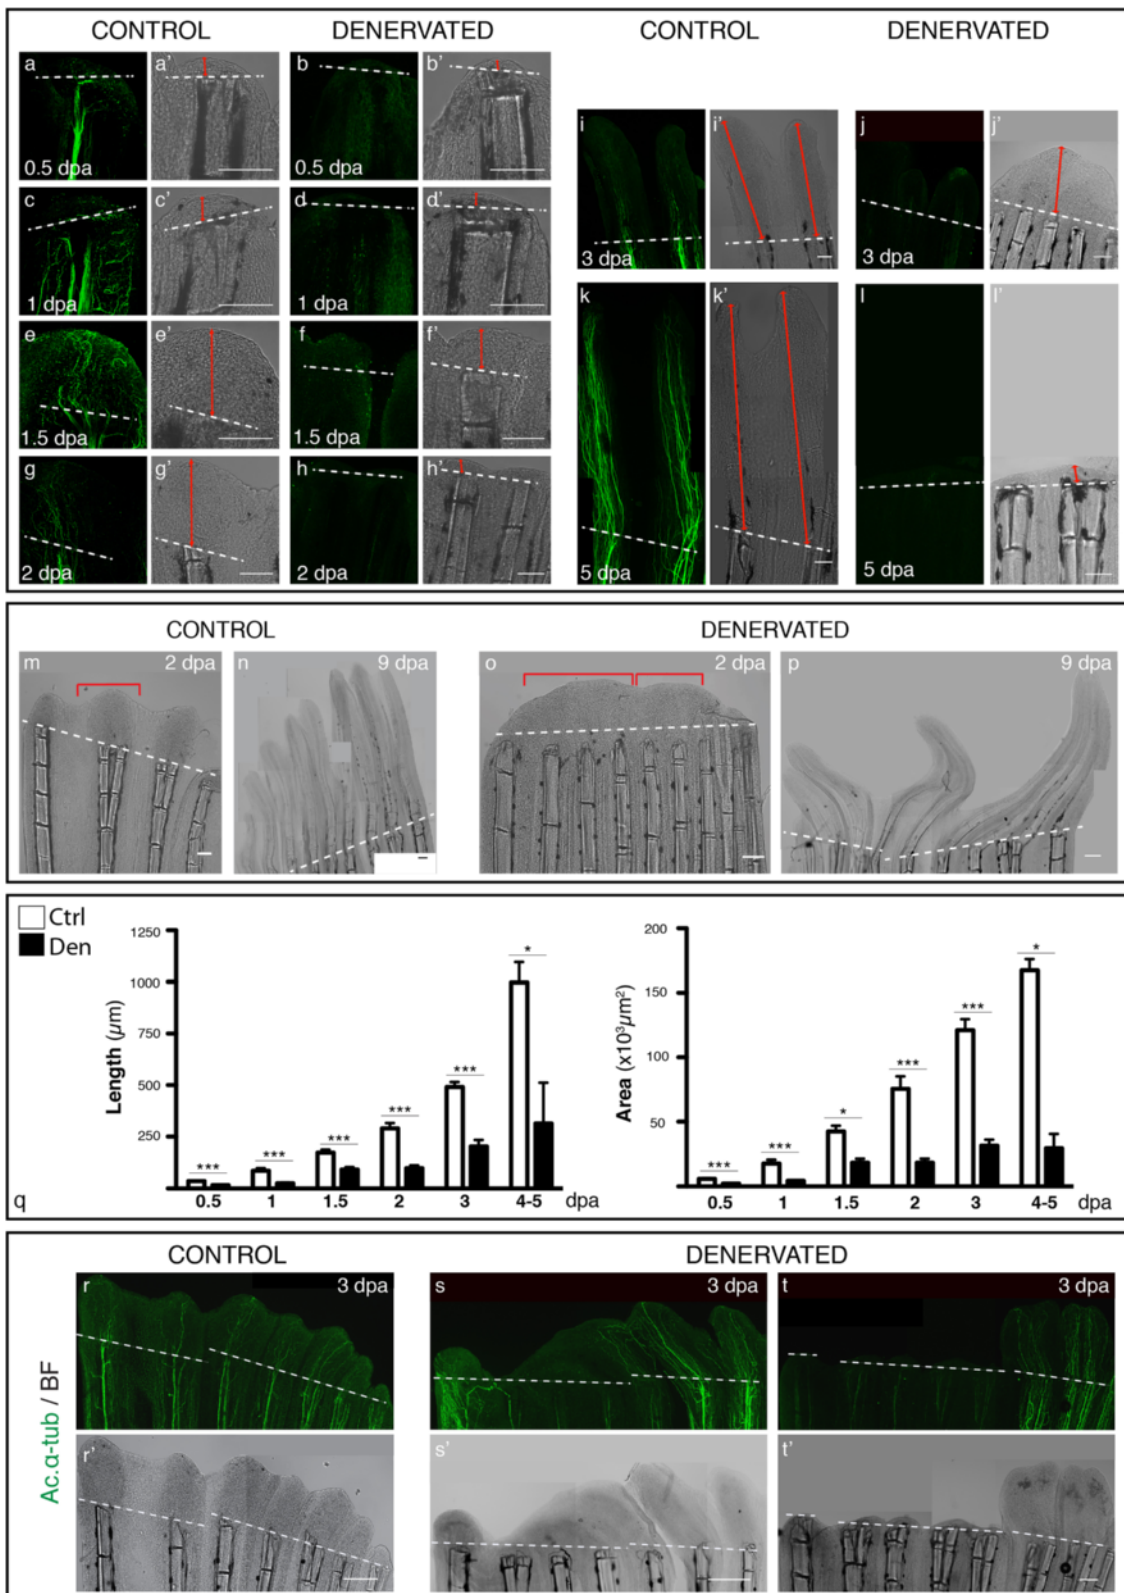 CONTROL DENERVATED CONTROL DENERVATED
a a' b b'
0.5 dpa 0.5 dpa
c c' d d'
1 dpa 1 dpa
e e' f f'
1.5 dpa 1.5 dpa
g g' h h'
2 dpa 2 dpa
i i' j j'
3 dpa 3 dpa
k k' l l'
5 dpa 5 dpa
CONTROL DENERVATED
m 2 dpa n 9 dpa o 2 dpa p 9 dpa
Ctrl
Den
Length (µm)
1250
1000
750
500
250
*** *** *** *** *** *
0.5 1 1.5 2 3 4-5 dpa
Area (x10³µm²)
200
150
100
50
*** *** * *** *** *
0.5 1 1.5 2 3 4-5 dpa
q
CONTROL DENERVATED
r 3 dpa s 3 dpa t 3 dpa
Ac.α-tub / BF
r' s' t'